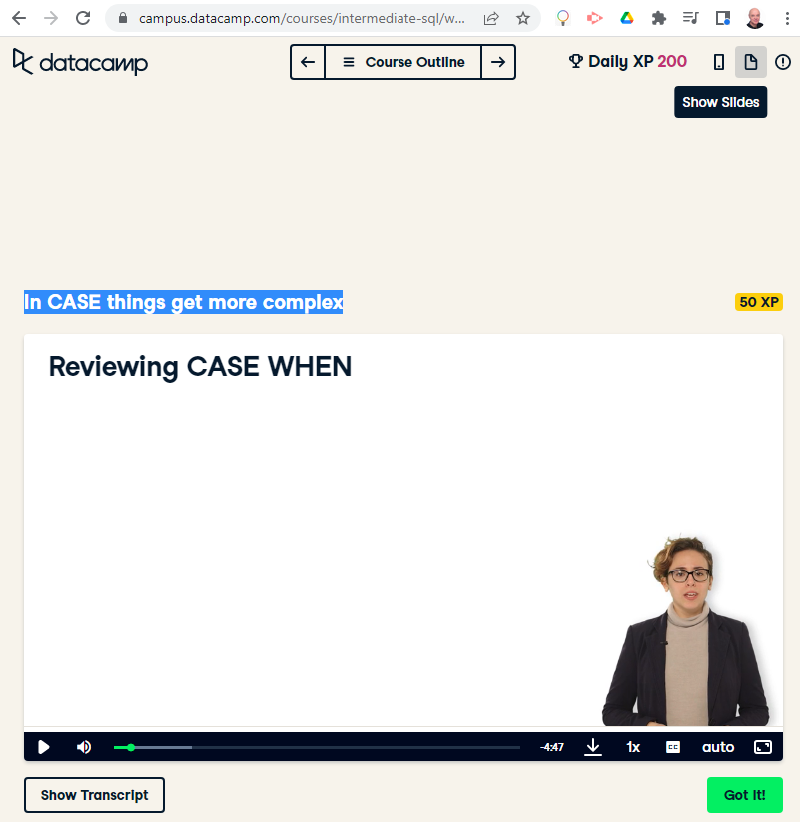 campus.datacamp.com/courses/intermediate-sql/w...
datacamp
Course Outline
Daily XP 200
Show Slides
In CASE things get more complex
50 XP
Reviewing CASE WHEN
-4:47
1x
CC
auto
Show Transcript
Got It!